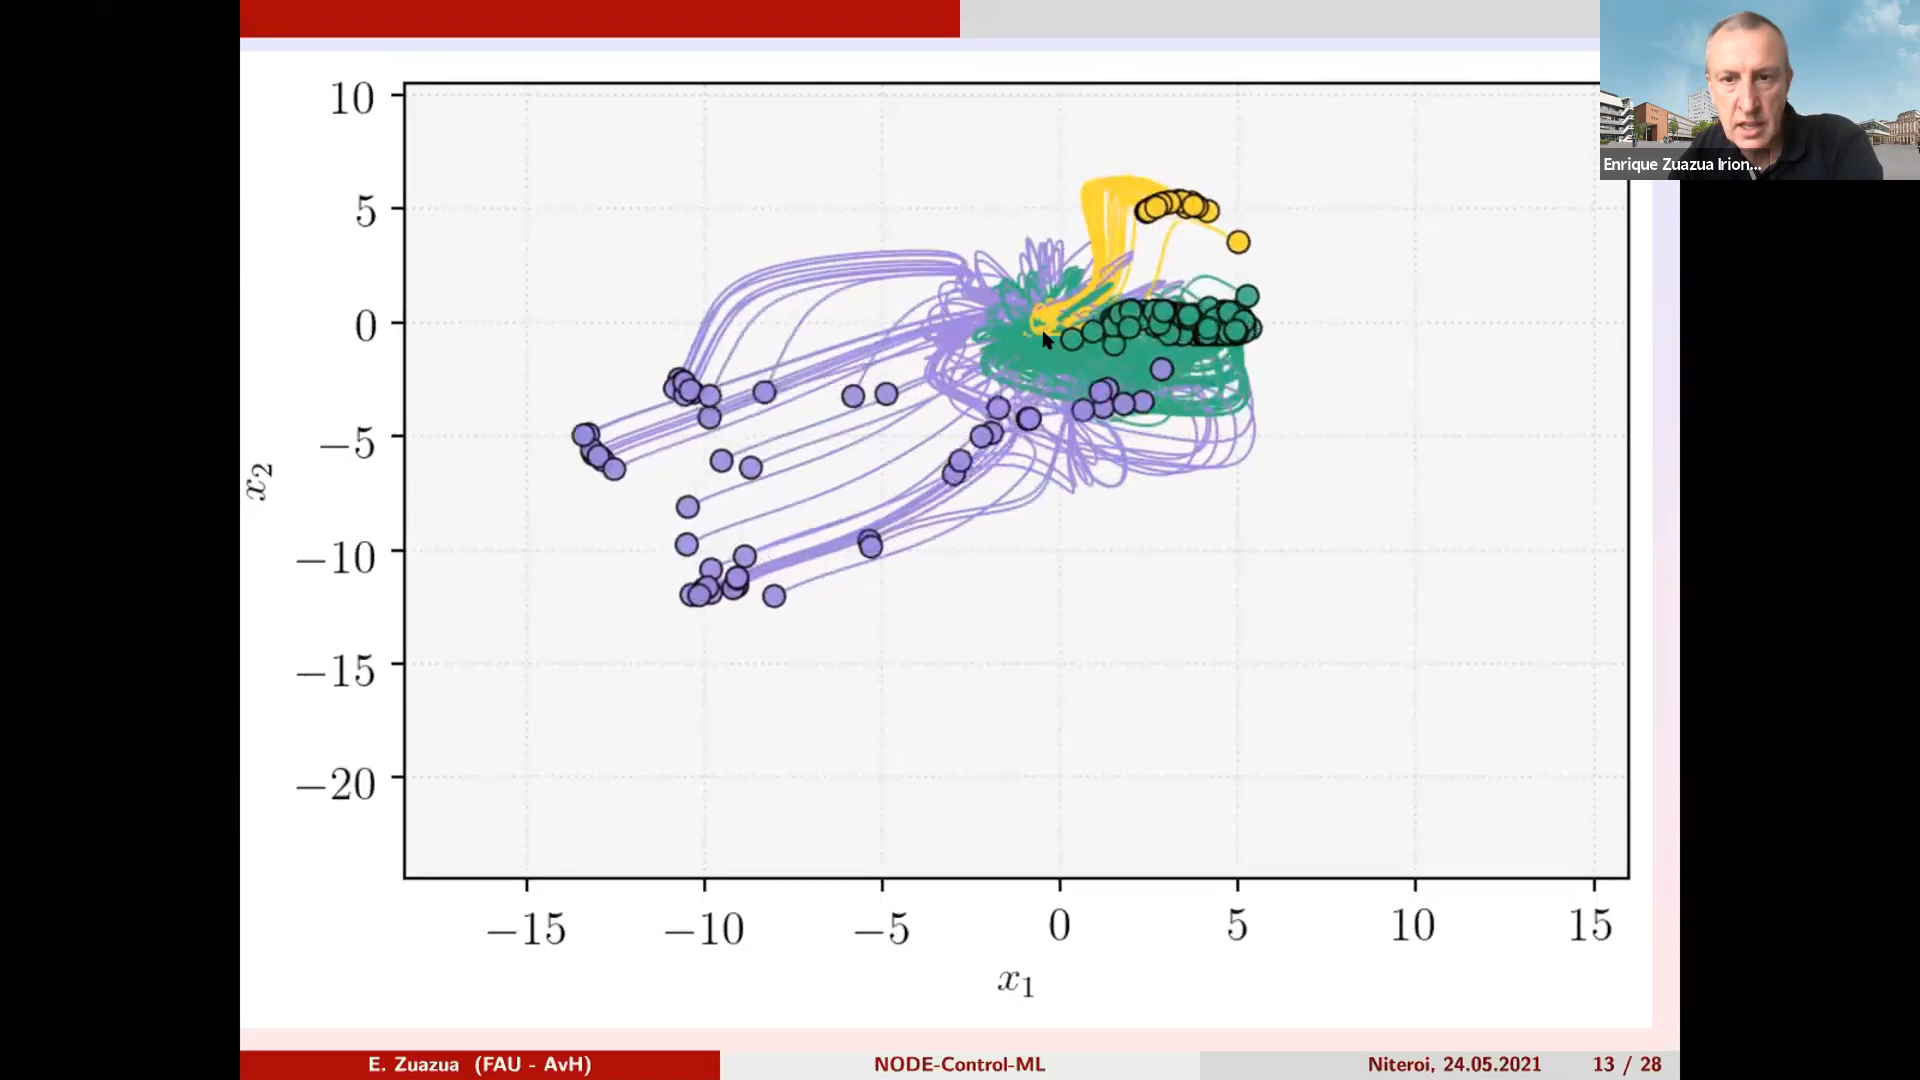 10
5
0
−5
−10
−15
−20
x2
−15 −10 −5 0 5 10 15
x1
Enrique Zuazua Irion...
E. Zuazua (FAU - AvH) NODE-Control-ML Niteroi, 24.05.2021 13 / 28